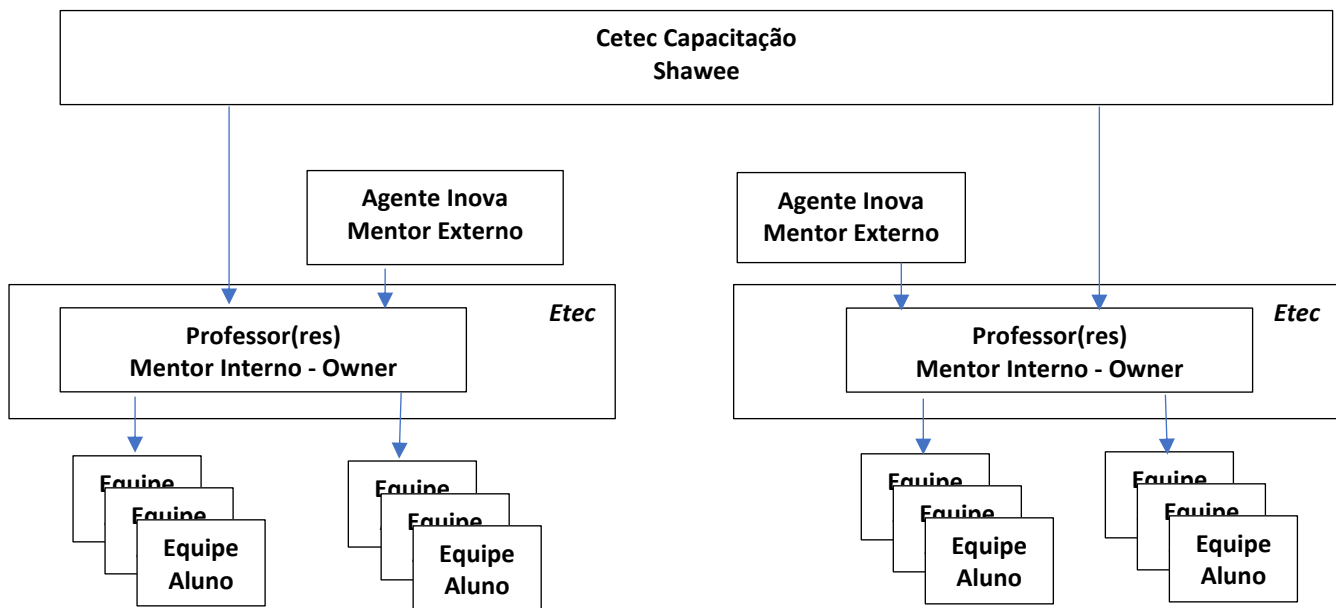 Cetec Capacitação
Shawee
Agente Inova
Mentor Externo
Agente Inova
Mentor Externo
Etec
Professor(res)
Mentor Interno - Owner
Etec
Professor(res)
Mentor Interno - Owner
Equipe
Equipe
Equipe
Aluno
Equipe
Equipe
Equipe
Aluno
Equipe
Equipe
Equipe
Aluno
Equipe
Equipe
Equipe
Aluno